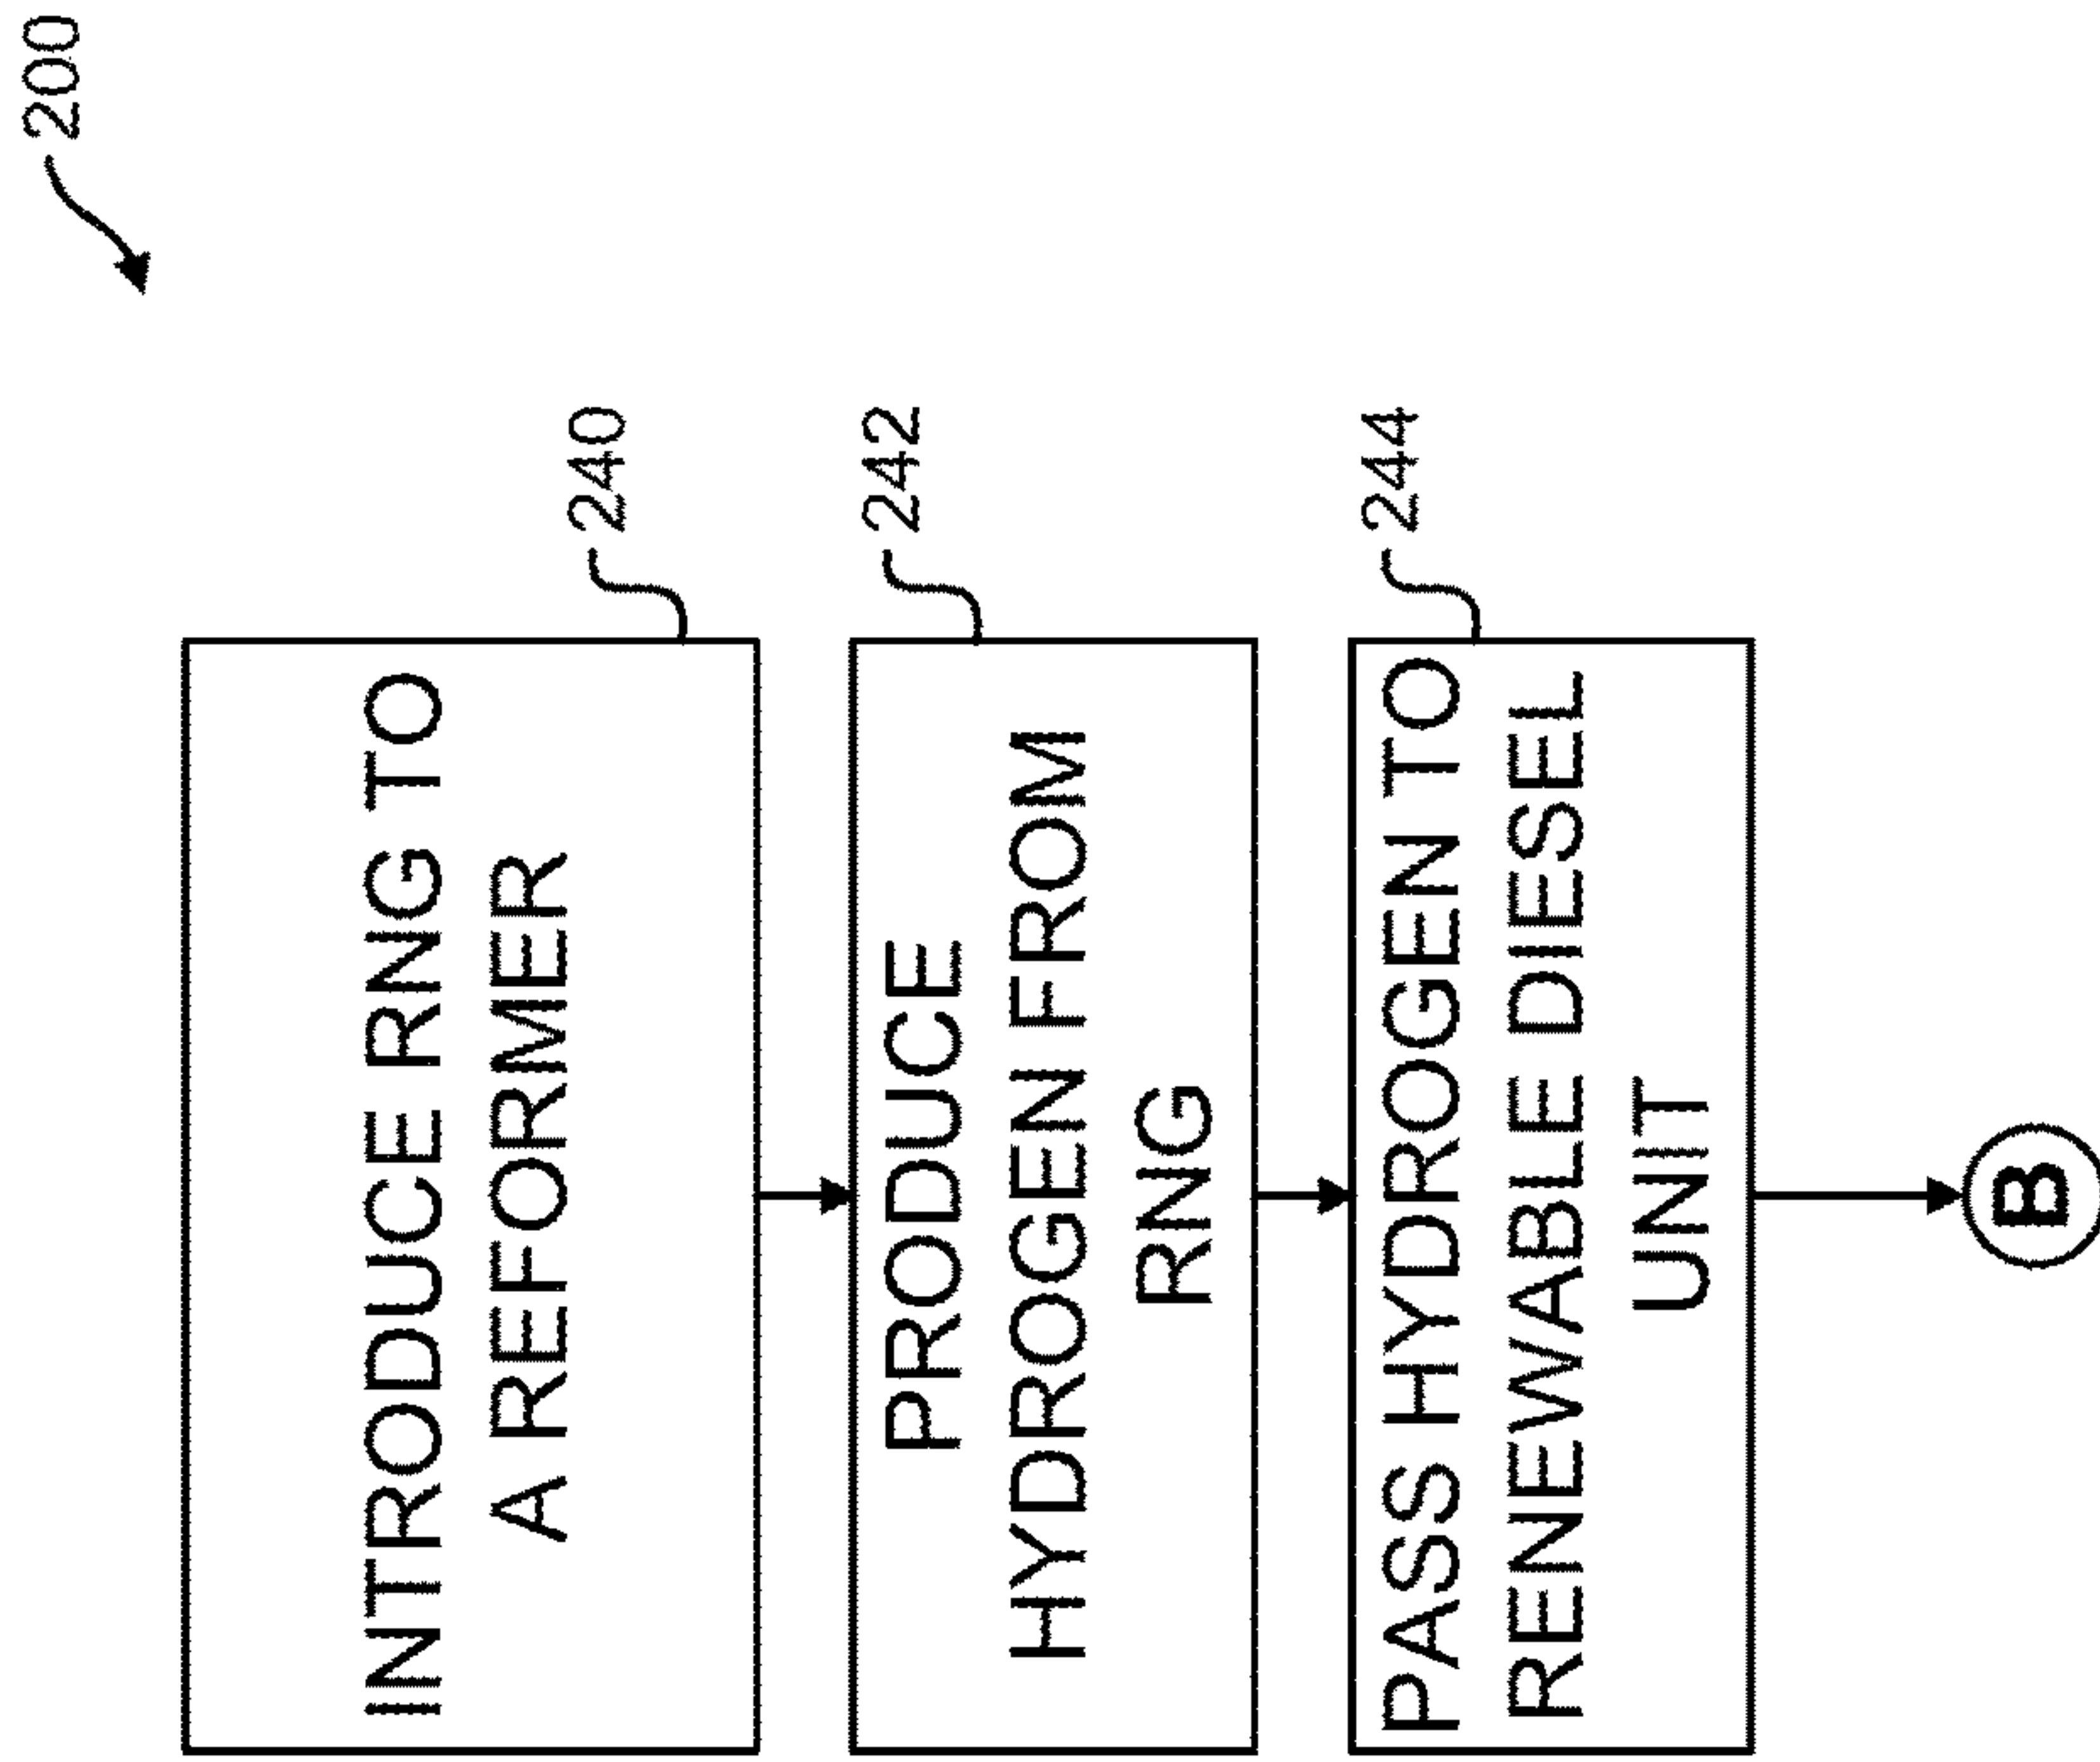 200
INTRODUCE RNG TO
A REFORMER
240
PRODUCE
HYDROGEN FROM
RNG
242
PASS HYDROGEN TO
RENEWABLE DIESEL
UNIT
244
B